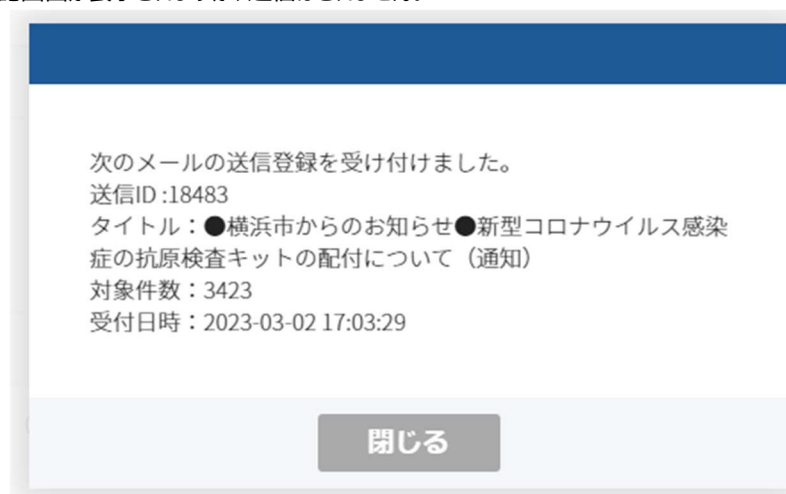 次のメールの送信登録を受け付けました。
送信ID :18483
タイトル：●横浜市からのお知らせ●新型コロナウイルス感染
症の抗原検査キットの配付について（通知）
対象件数：3423
受付日時：2023-03-02 17:03:29
閉じる